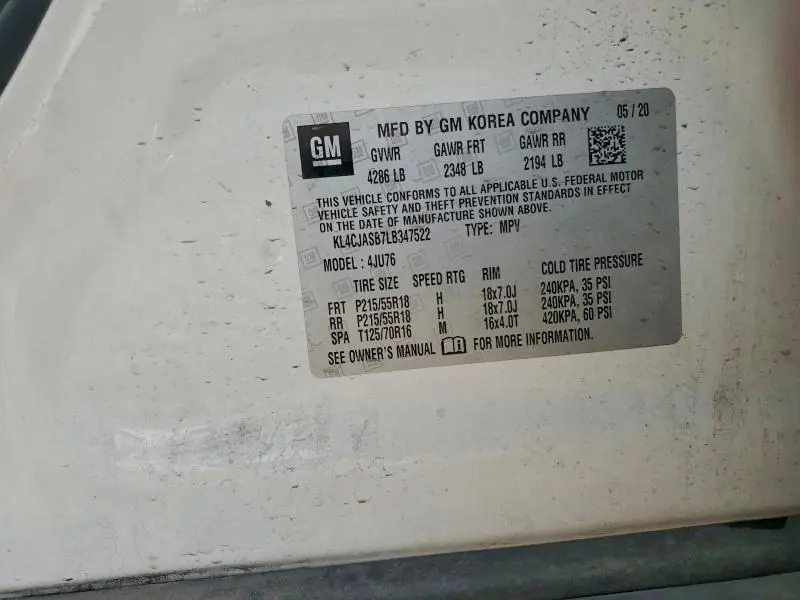 GM
MFD BY GM KOREA COMPANY 05/20
GVWR GAWR FRT GAWR RR
4286 LB 2348 LB 2194 LB
THIS VEHICLE CONFORMS TO ALL APPLICABLE U.S. FEDERAL MOTOR
VEHICLE SAFETY AND THEFT PREVENTION STANDARDS IN EFFECT
ON THE DATE OF MANUFACTURE SHOWN ABOVE.
KL4CJASB7LB347522 TYPE: MPV
MODEL: 4JU76
TIRE SIZE SPEED RTG RIM COLD TIRE PRESSURE
FRT P215/55R18 H 18x7.0J 240KPA, 35 PSI
RR P215/55R18 H 18x7.0J 240KPA, 35 PSI
SPA T125/70R16 M 16x4.0T 420KPA, 60 PSI
SEE OWNER'S MANUAL FOR MORE INFORMATION.